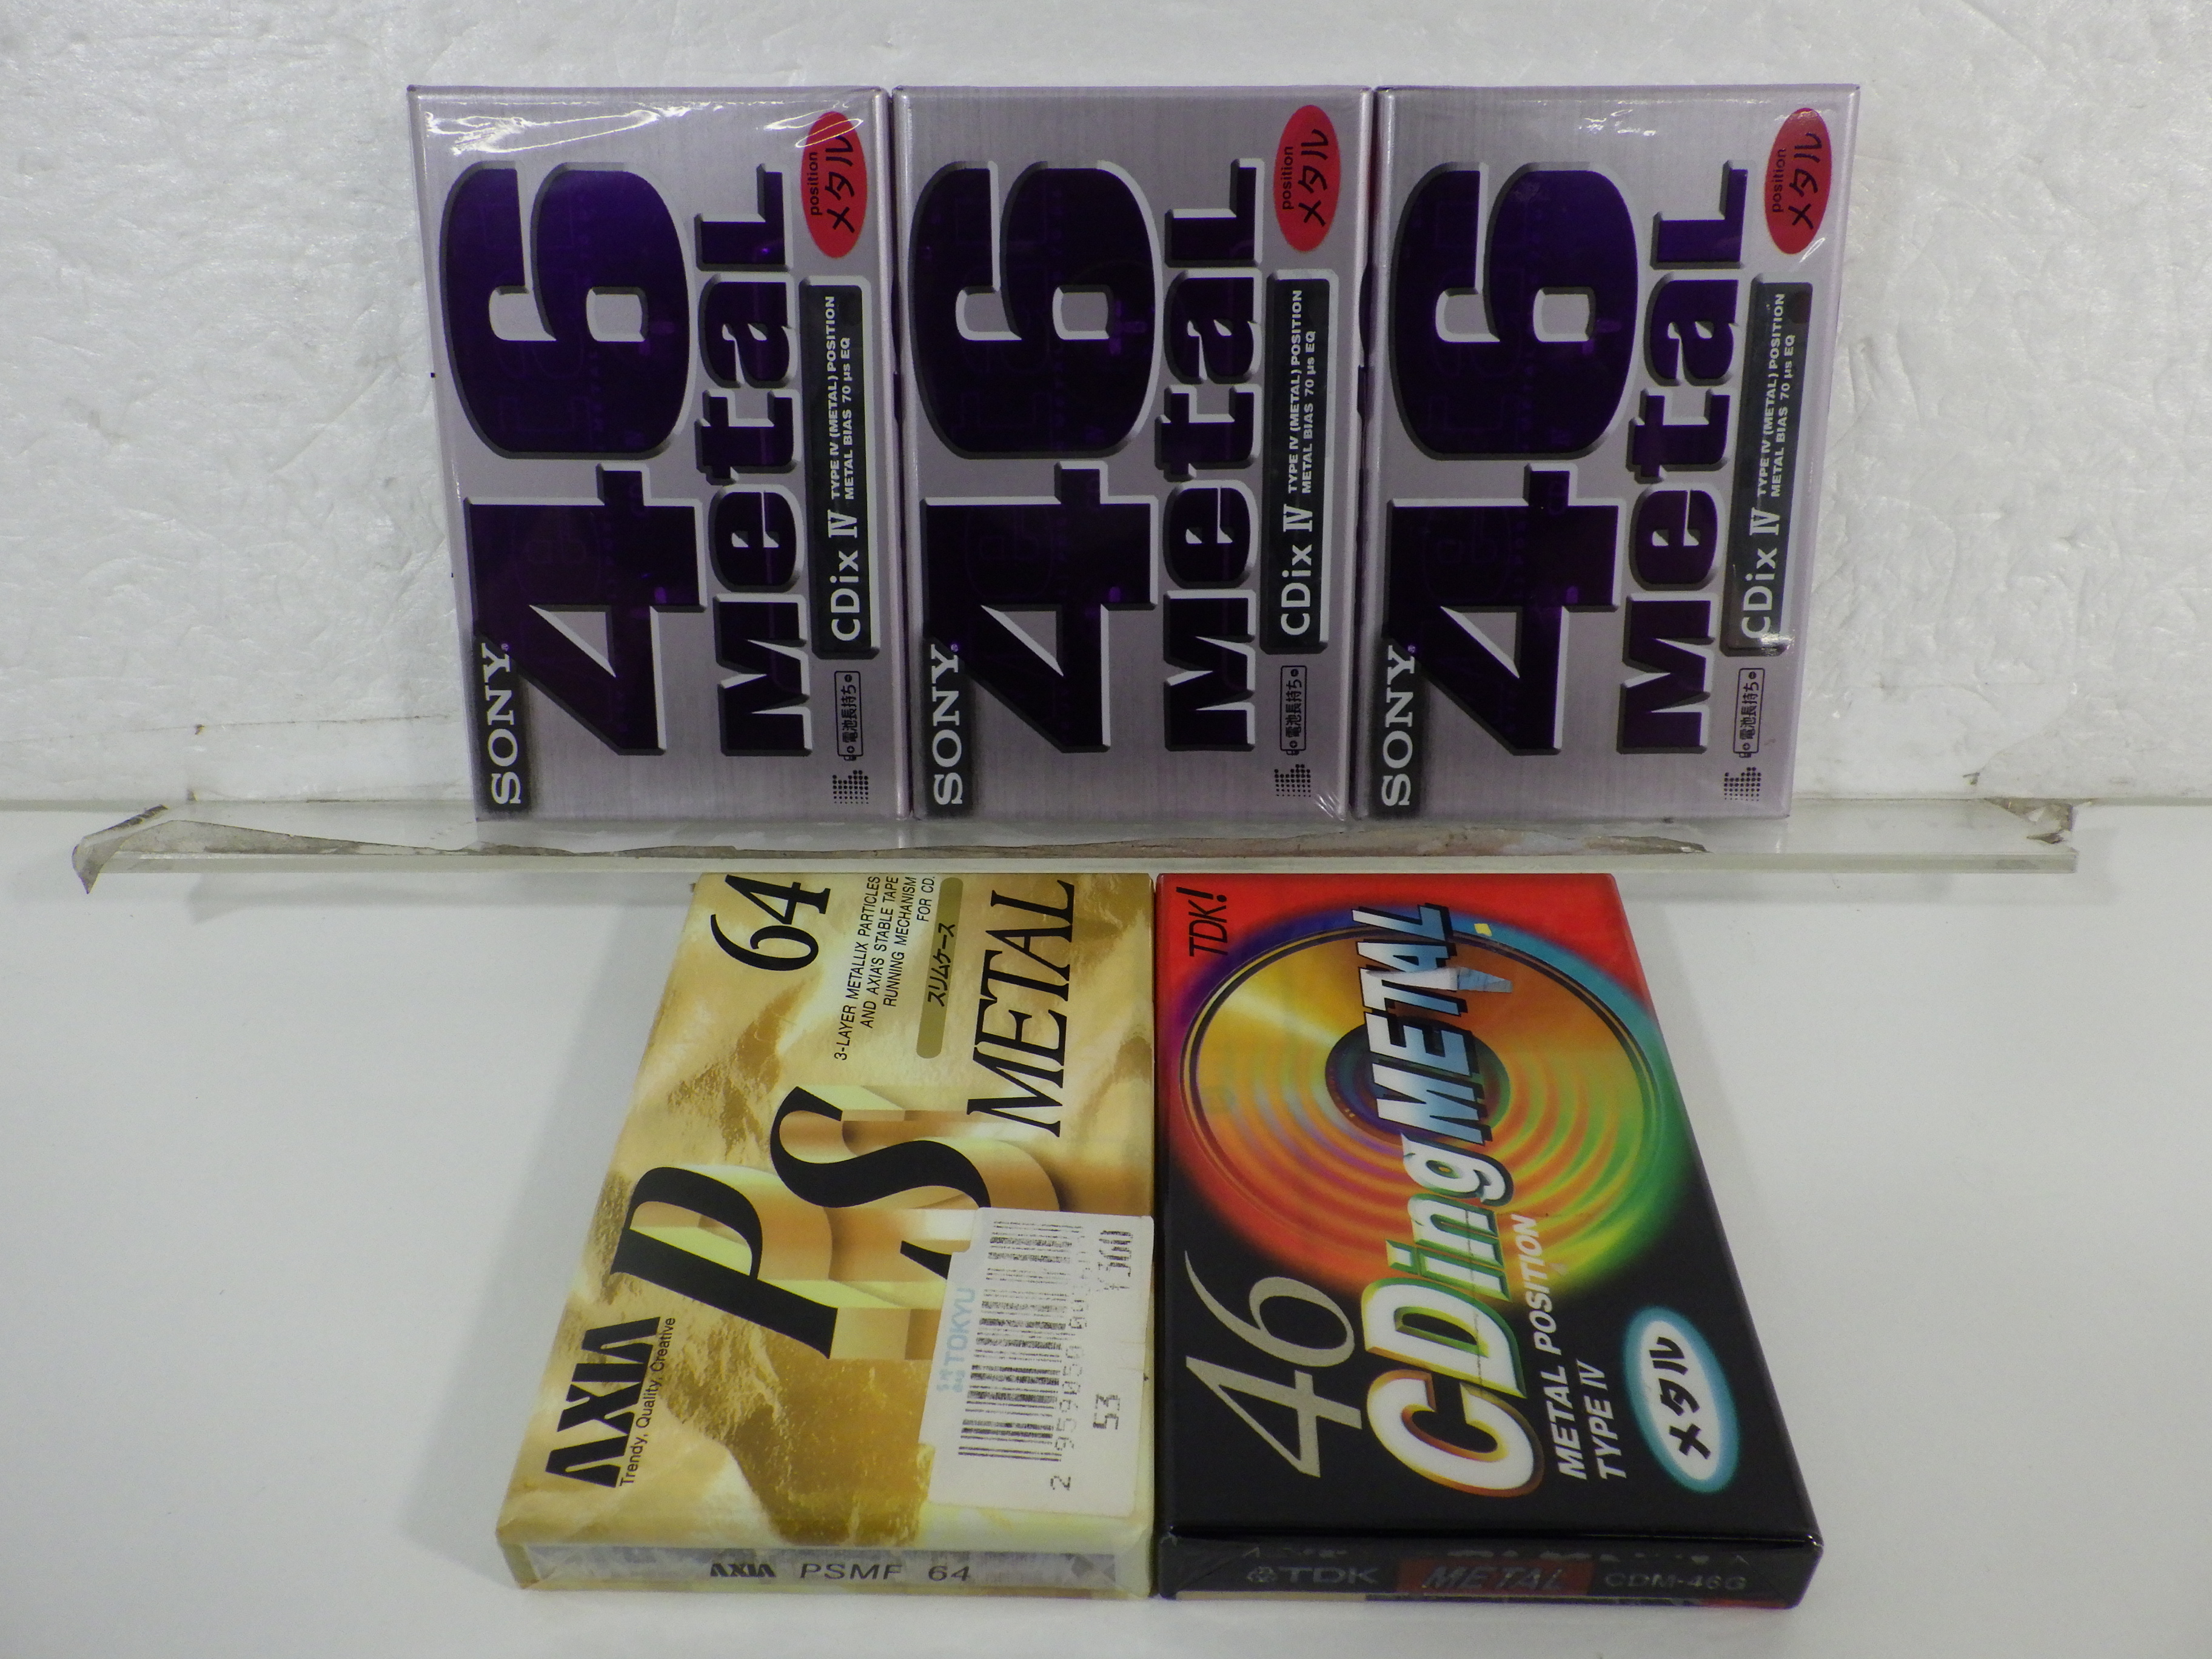 SONY
46
Metal
CDix IV
TYPE IV (METAL) POSITION
METAL BIAS 70 μs EQ
position
メタル
電池長持ち
SONY
46
Metal
CDix IV
TYPE IV (METAL) POSITION
METAL BIAS 70 μs EQ
position
メタル
電池長持ち
SONY
46
Metal
CDix IV
TYPE IV (METAL) POSITION
METAL BIAS 70 μs EQ
position
メタル
電池長持ち
AXIA
Trendy, Quality, Creative
64
3-LAYER METALLIX PARTICLES
AND AXIA'S STABLE TAPE
RUNNING MECHANISM
FOR CD.
スリムケース
PS
METAL
TOKYU
53
¥500
AXIA PSMF 64
TDK!
46
CDing METAL
METAL POSITION
TYPE IV
メタル
TDK METAL CDM-46G